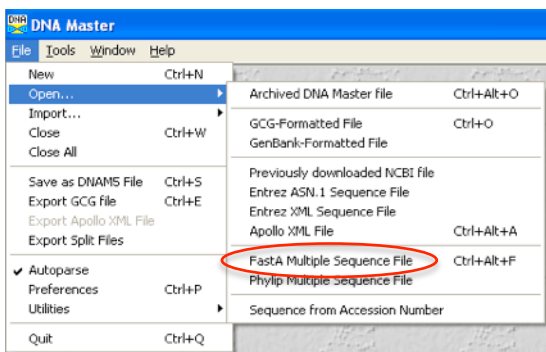 DNA Master
File Tools Window Help
New Ctrl+N
Open...
Import...
Close Ctrl+W
Close All
Save as DNAM5 File Ctrl+S
Export GCG file Ctrl+E
Export Apollo XML File
Export Split Files
Autoparse
Preferences Ctrl+P
Utilities
Quit Ctrl+Q
Archived DNA Master file Ctrl+Alt+O
GCG-Formatted File Ctrl+O
GenBank-Formatted File
Previously downloaded NCBI file
Entrez ASN.1 Sequence File
Entrez XML Sequence File
Apollo XML File Ctrl+Alt+A
FastA Multiple Sequence File Ctrl+Alt+F
Phylip Multiple Sequence File
Sequence from Accession Number